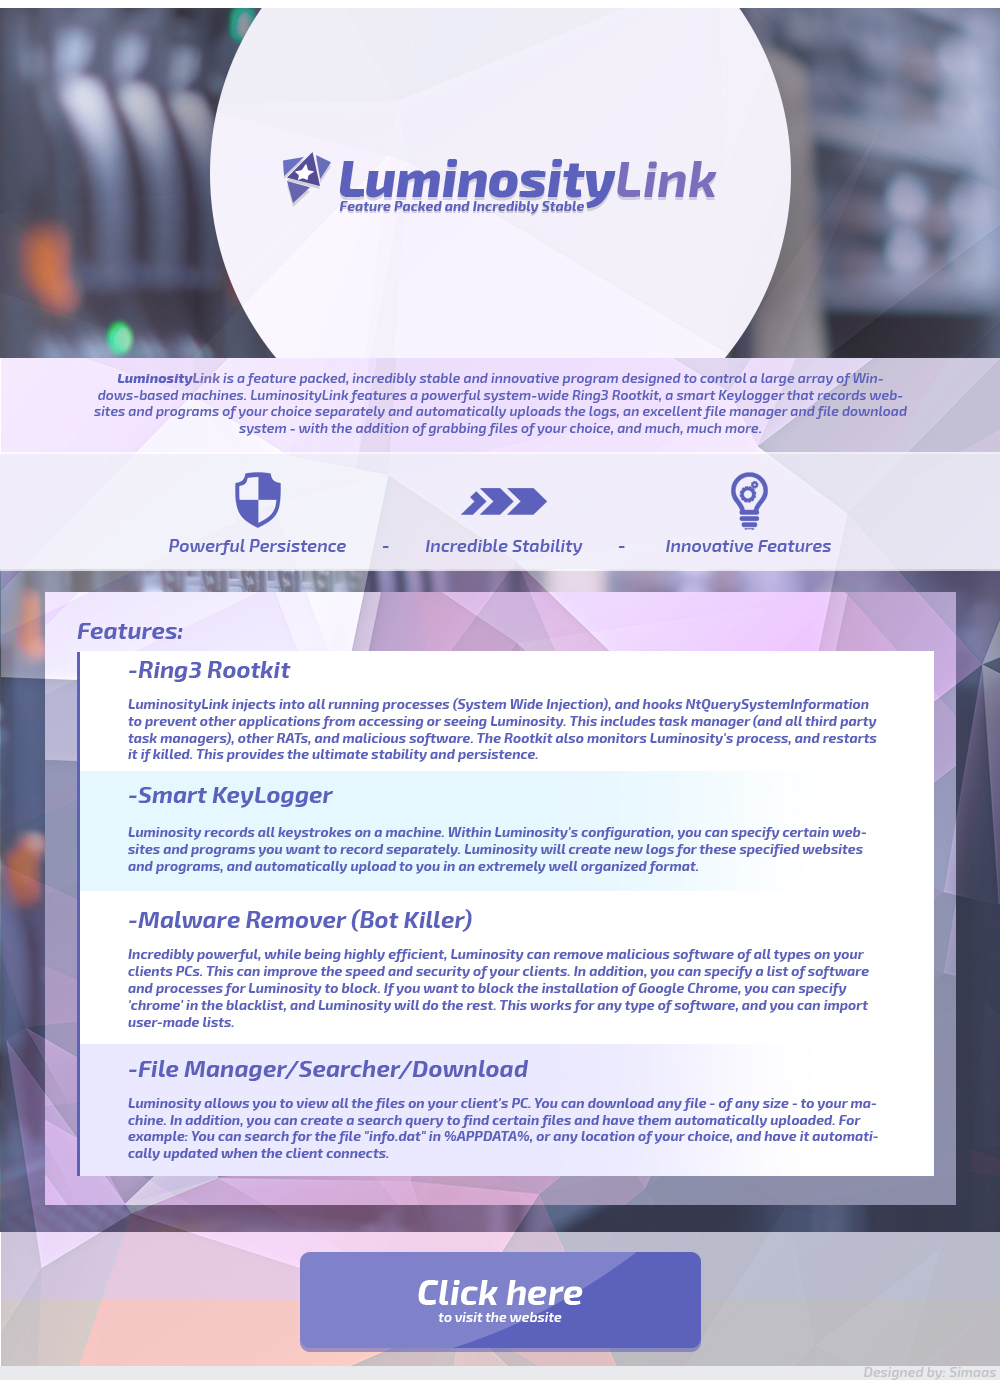 LuminosityLink
Feature Packed and Incredibly Stable
LuminosityLink is a feature packed, incredibly stable and innovative program designed to control a large array of Win-
dows-based machines. LuminosityLink features a powerful system-wide Ring3 Rootkit, a smart Keylogger that records web-
sites and programs of your choice separately and automatically uploads the logs, an excellent file manager and file download
system - with the addition of grabbing files of your choice, and much, much more.
Powerful Persistence - Incredible Stability - Innovative Features
Features:
-Ring3 Rootkit
LuminosityLink injects into all running processes (System Wide Injection), and hooks NtQuerySystemInformation
to prevent other applications from accessing or seeing Luminosity. This includes task manager (and all third party
task managers), other RATs, and malicious software. The Rootkit also monitors Luminosity's process, and restarts
it if killed. This provides the ultimate stability and persistence.
-Smart KeyLogger
Luminosity records all keystrokes on a machine. Within Luminosity's configuration, you can specify certain web-
sites and programs you want to record separately. Luminosity will create new logs for these specified websites
and programs, and automatically upload to you in an extremely well organized format.
-Malware Remover (Bot Killer)
Incredibly powerful, while being highly efficient, Luminosity can remove malicious software of all types on your
clients PCs. This can improve the speed and security of your clients. In addition, you can specify a list of software
and processes for Luminosity to block. If you want to block the installation of Google Chrome, you can specify
'chrome' in the blacklist, and Luminosity will do the rest. This works for any type of software, and you can import
user-made lists.
-File Manager/Searcher/Download
Luminosity allows you to view all the files on your client's PC. You can download any file - of any size - to your ma-
chine. In addition, you can create a search query to find certain files and have them automatically uploaded. For
example: You can search for the file "info.dat" in %APPDATA%, or any location of your choice, and have it automati-
cally updated when the client connects.
Click here
to visit the website
Designed by: Simaas